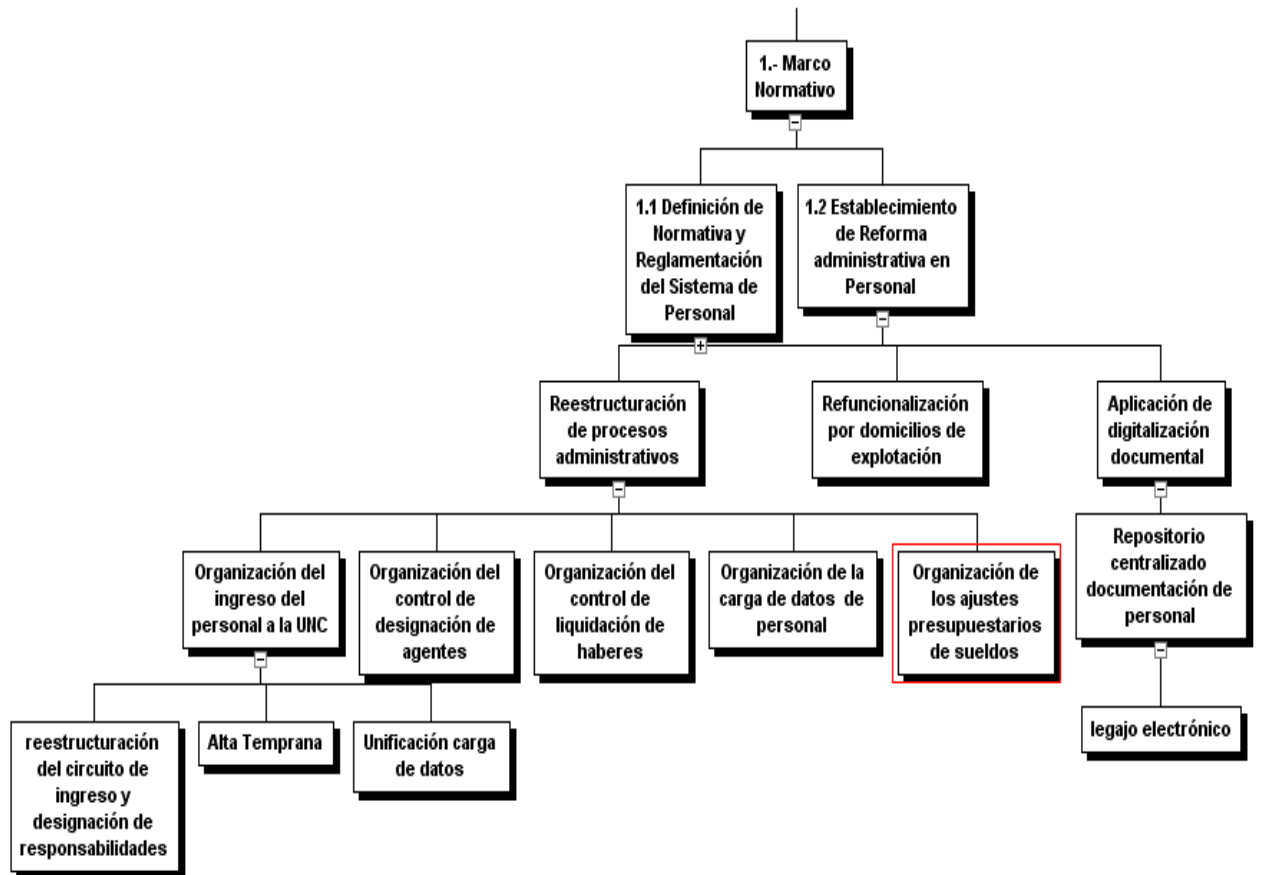 1.- Marco
Normativo
1.1 Definición de
Normativa y
Reglamentación
del Sistema de
Personal
1.2 Establecimiento
de Reforma
administrativa en
Personal
Reestructuración
de procesos
administrativos
Refuncionalización
por domicilios de
explotación
Aplicación de
digitalización
documental
Organización del
ingreso del
personal a la UNC
Organización del
control de
designación de
agentes
Organización del
control de
liquidación de
haberes
Organización de la
carga de datos de
personal
Organización de
los ajustes
presupuestarios
de sueldos
Repositorio
centralizado
documentación de
personal
reestructuración
del circuito de
ingreso y
designación de
responsabilidades
Alta Temprana
Unificación carga
de datos
legajo electrónico